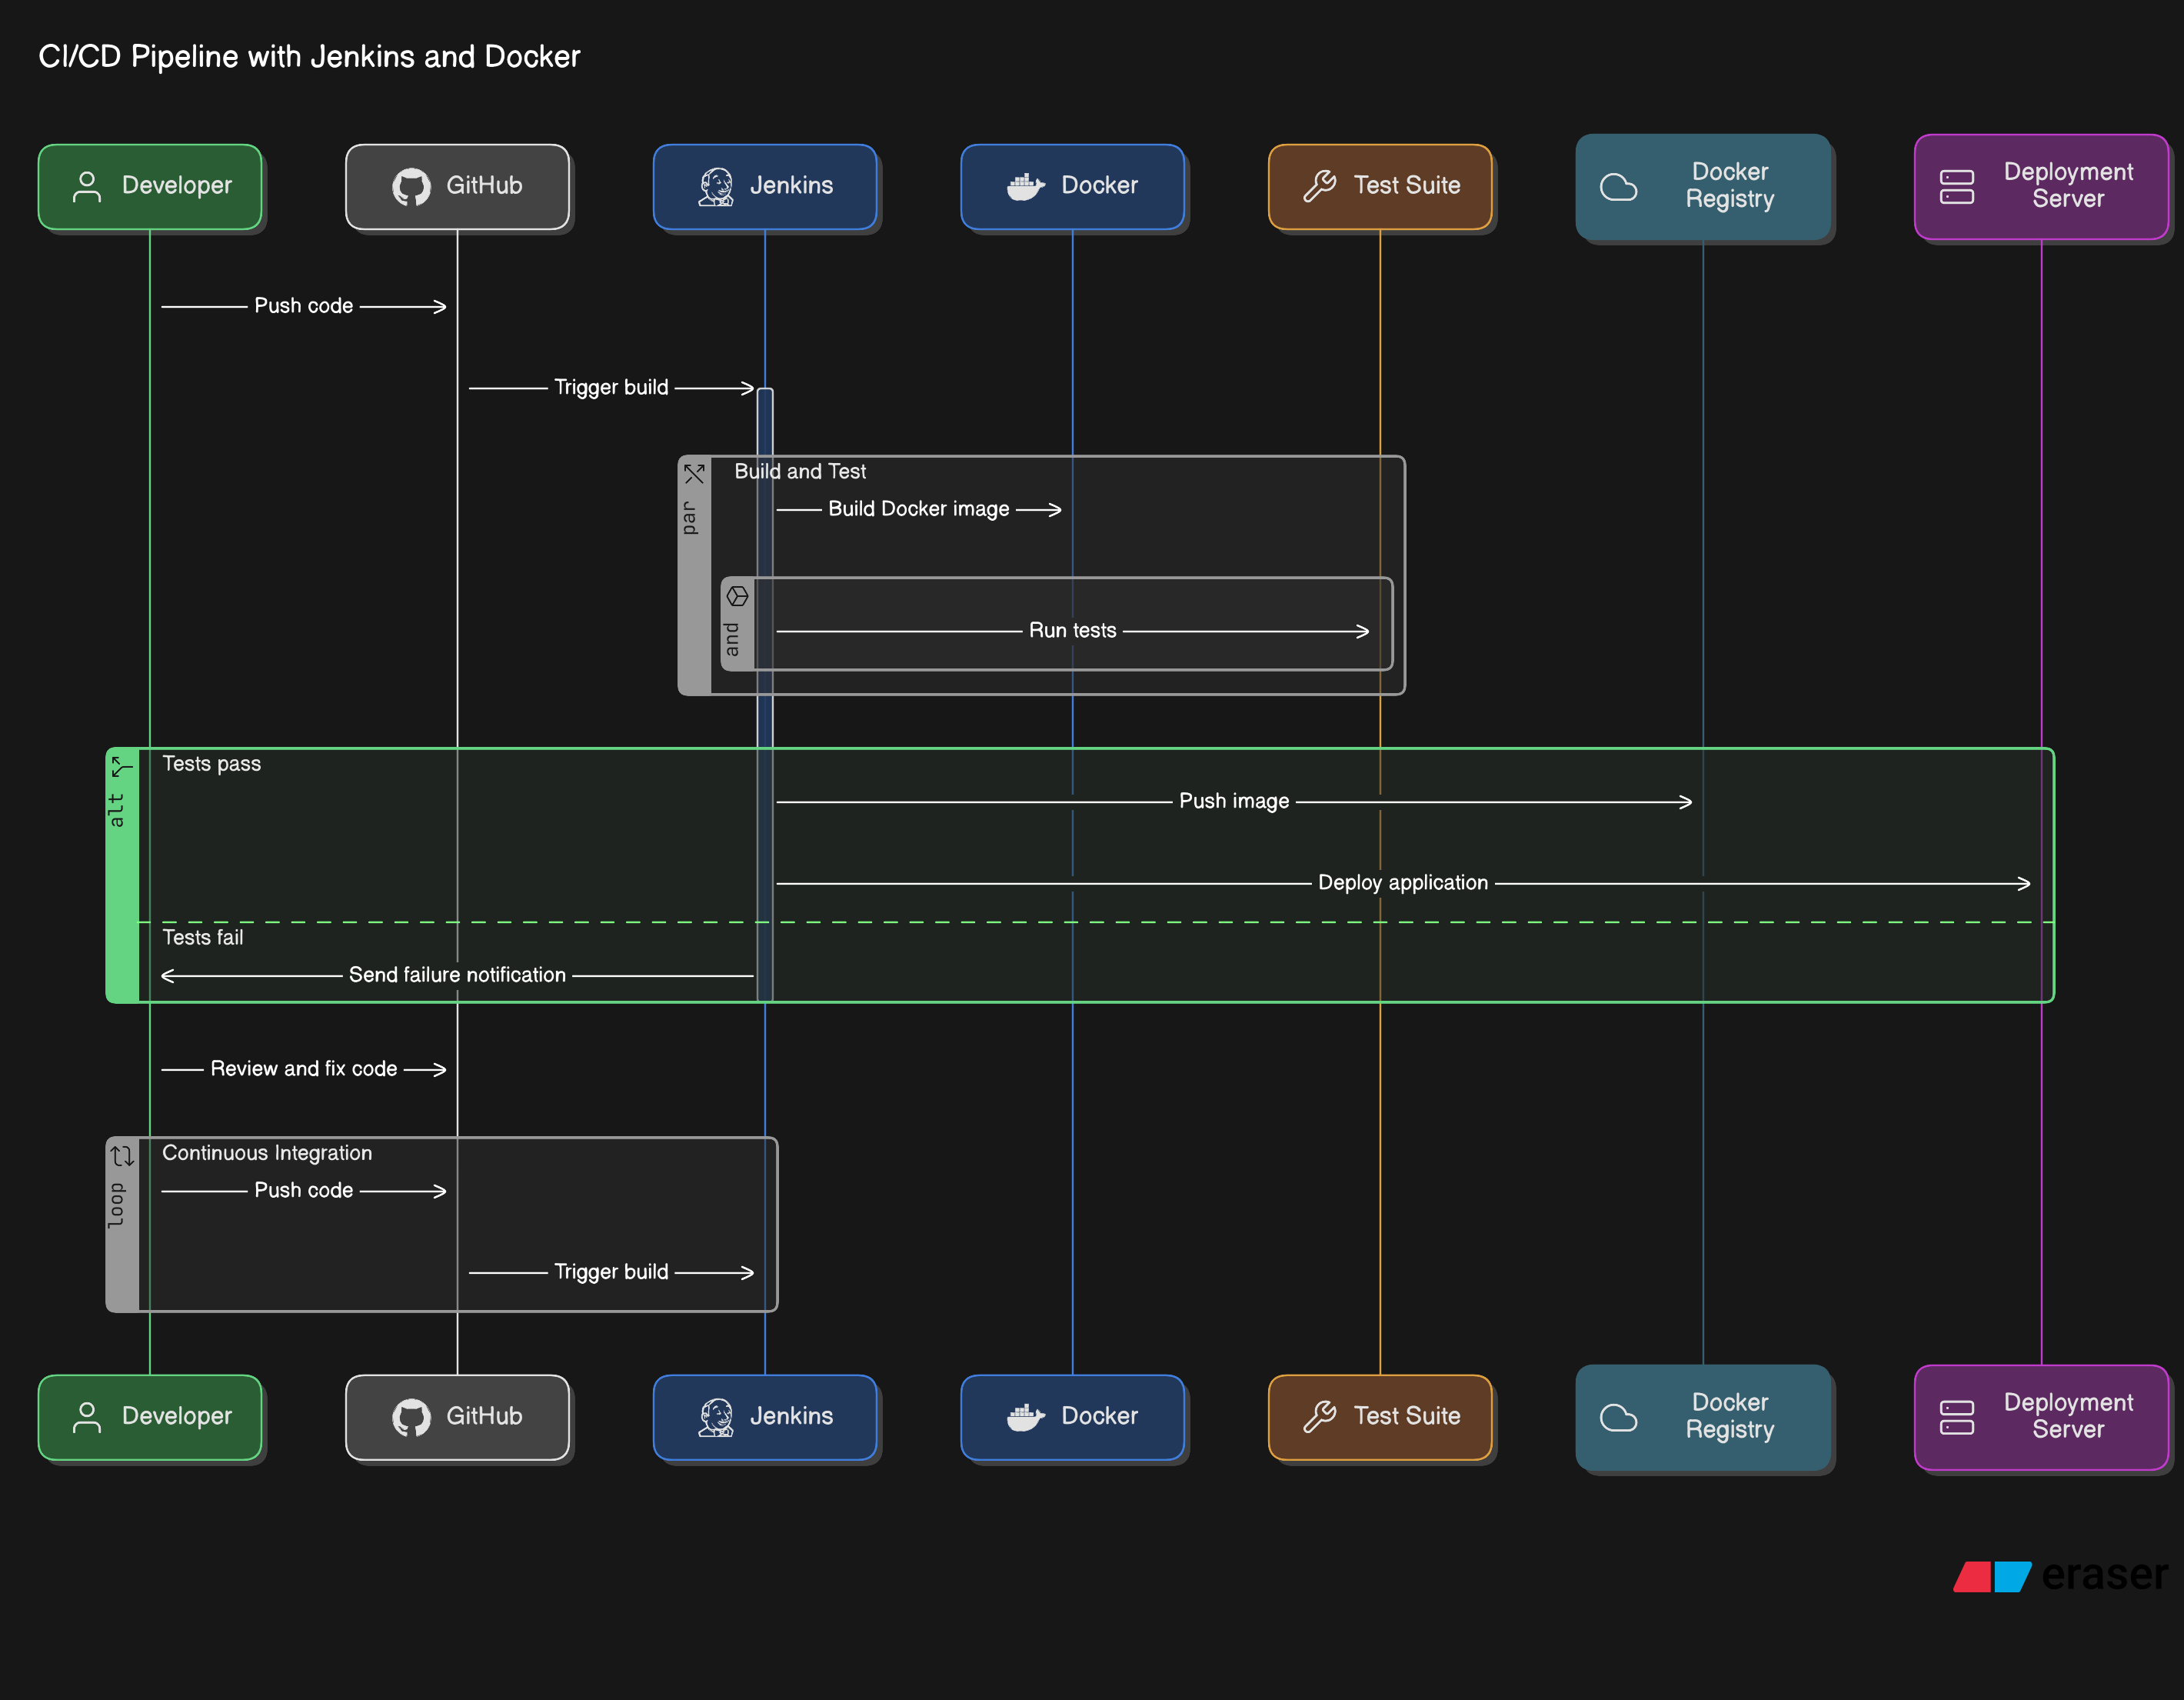 CI/CD Pipeline with Jenkins and Docker
Developer
GitHub
Jenkins
Docker
Test Suite
Docker
Registry
Deployment
Server
Push code
Trigger build
par
Build and Test
Build Docker image
and
Run tests
alt
Tests pass
Push image
Deploy application
Tests fail
Send failure notification
Review and fix code
loop
Continuous Integration
Push code
Trigger build
Developer
GitHub
Jenkins
Docker
Test Suite
Docker
Registry
Deployment
Server
eraser